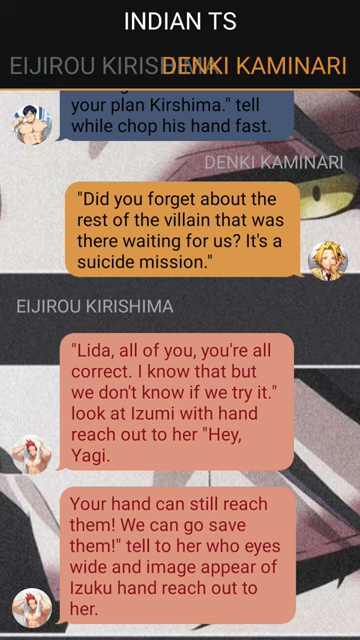 INDIAN TS
EIJIROU KIRISHIMA
DENKI KAMINARI
your plan Kirshima." tell
while chop his hand fast.
DENKI KAMINARI
"Did you forget about the
rest of the villain that was
there waiting for us? It's a
suicide mission."
EIJIROU KIRISHIMA
"Lida, all of you, you're all
correct. I know that but
we don't know if we try it."
look at Izumi with hand
reach out to her "Hey,
Yagi.
Your hand can still reach
them! We can go save
them!" tell to her who eyes
wide and image appear of
Izuku hand reach out to
her.